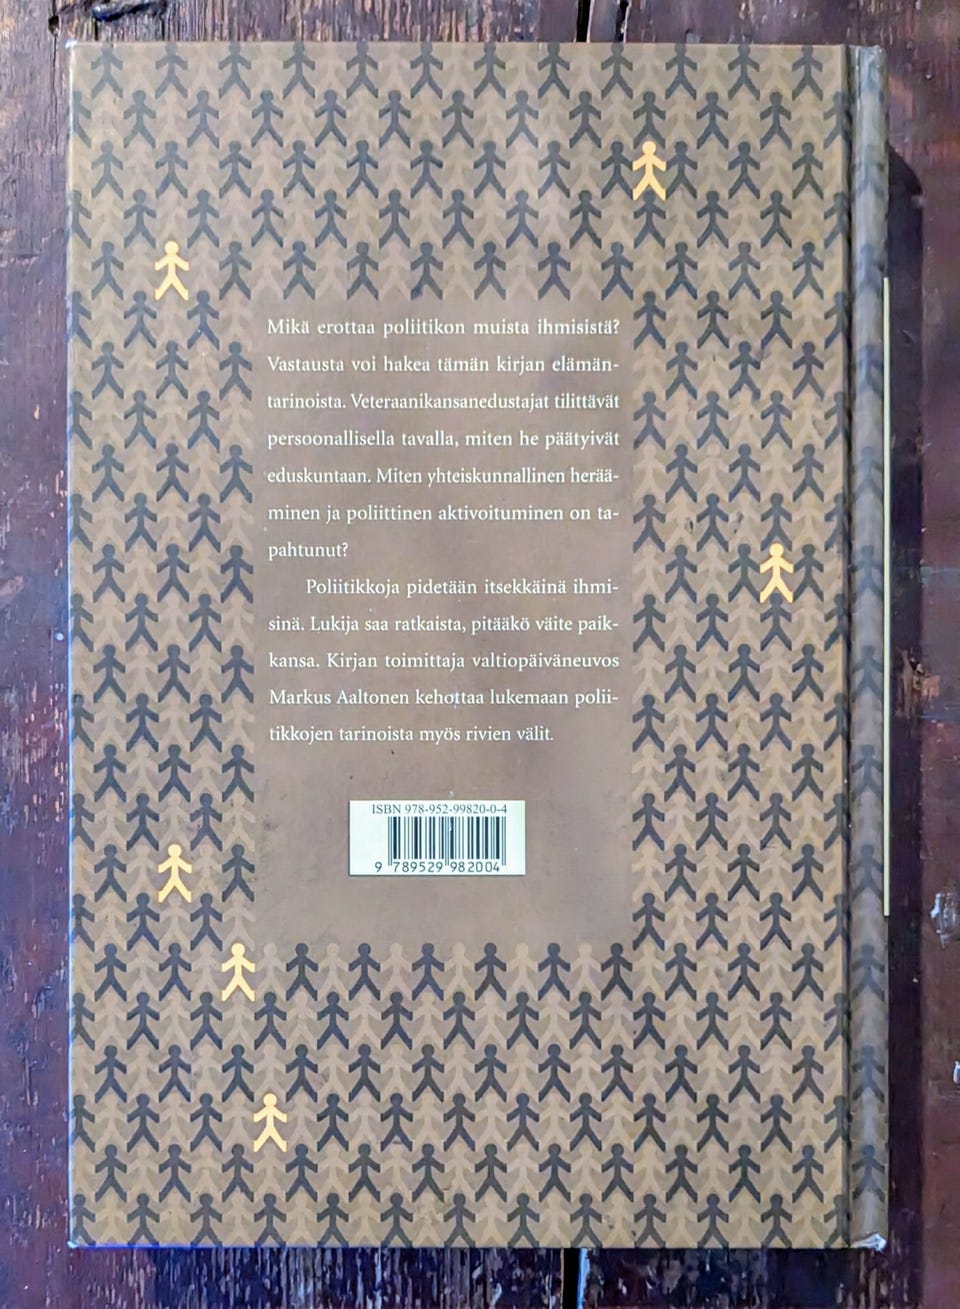 Mikä erottaa poliitikon muista ihmisistä?
Vastausta voi hakea tämän kirjan elämän-
tarinoista. Veteraanikansanedustajat tilittävät
persoonallisella tavalla, miten he päätyivät
eduskuntaan. Miten yhteiskunnallinen herää-
minen ja poliittinen aktivoituminen on ta-
pahtunut?
Poliitikkoja pidetään itsekkäinä ihmi-
sinä. Lukija saa ratkaista, pitääkö väite paik-
kansa. Kirjan toimittaja valtiopäiväneuvos
Markus Aaltonen kehottaa lukemaan polii-
tikkojen tarinoista myös rivien välit.
ISBN 978-952-99820-0-4
9 789529 982004